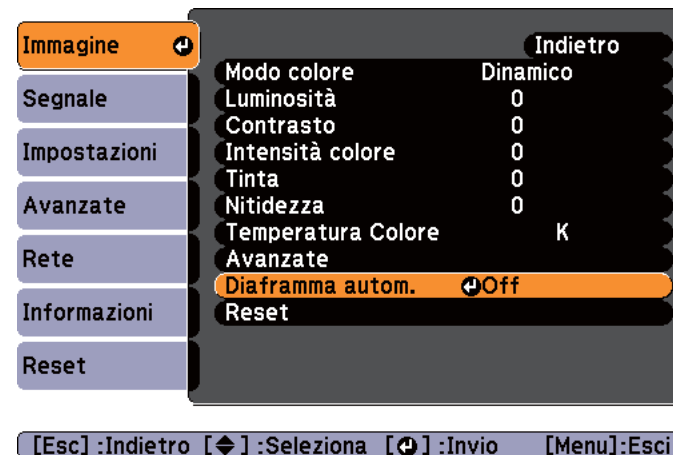 Immagine
Segnale
Impostazioni
Avanzate
Rete
Informazioni
Reset
Indietro
Modo colore Dinamico
Luminosità 0
Contrasto 0
Intensità colore 0
Tinta 0
Nitidezza 0
Temperatura Colore K
Avanzate
Diaframma autom. Off
Reset
[Esc] :Indietro [◆] :Seleziona [↵] :Invio [Menu]:Esci